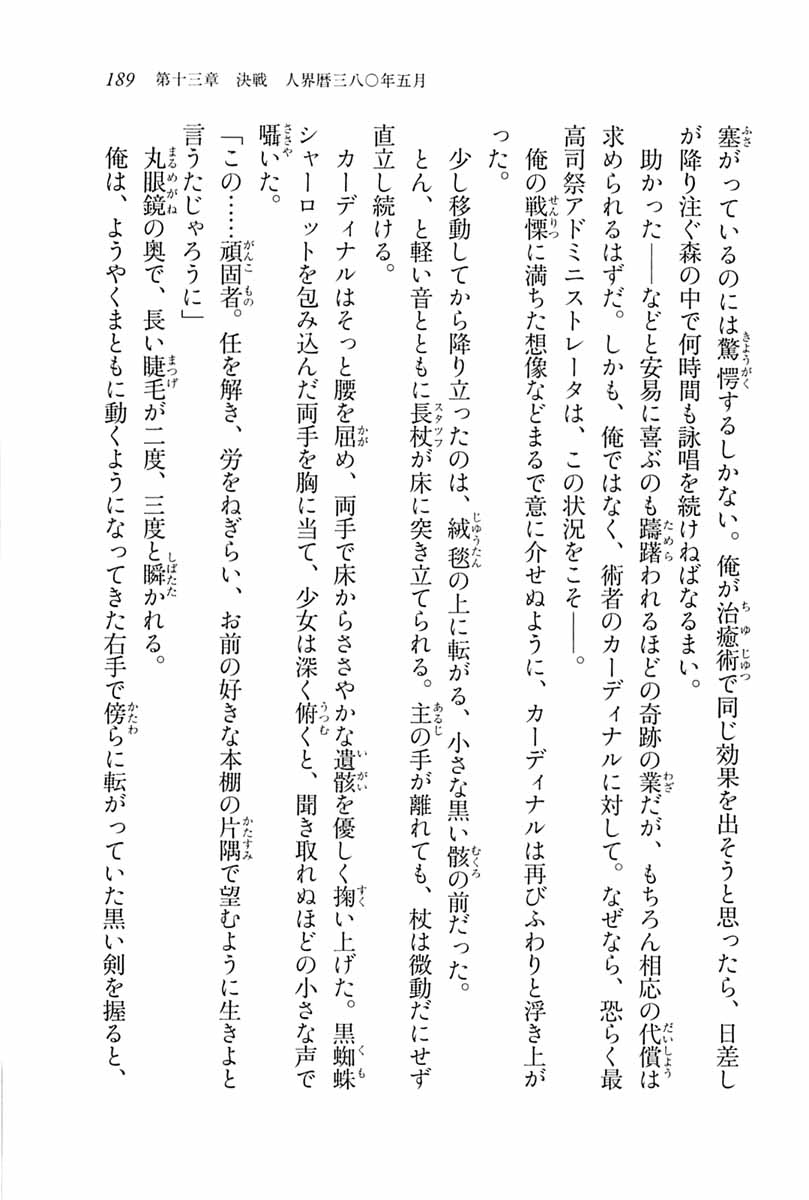 189　第十三章　決戦　人界暦三八〇年五月
塞がっているのには驚愕するしかない。俺が治癒術で同じ効果を出そうと思ったら、日差し
が降り注ぐ森の中で何時間も詠唱を続けねばなるまい。
助かった――などと安易に喜ぶのも躊躇われるほどの奇跡の業だが、もちろん相応の代償は
求められるはずだ。しかも、俺ではなく、術者のカーディナルに対して。なぜなら、恐らく最
高司祭アドミニストレータは、この状況をこそ――。
俺の戦慄に満ちた想像などまるで意に介せぬように、カーディナルは再びふわりと浮き上が
った。
少し移動してから降り立ったのは、絨毯の上に転がる、小さな黒い骸の前だった。
とん、と軽い音とともに長杖が床に突き立てられる。主の手が離れても、杖は微動だにせず
直立し続ける。
カーディナルはそっと腰を屈め、両手で床からささやかな遺骸を優しく掬い上げた。黒蜘蛛
シャーロットを包み込んだ両手を胸に当て、少女は深く俯くと、聞き取れぬほどの小さな声で
囁いた。
「この……頑固者。任を解き、労をねぎらい、お前の好きな本棚の片隅で望むように生きよと
言うたじゃろうに」
丸眼鏡の奥で、長い睫毛が二度、三度と瞬かれる。
俺は、ようやくまともに動くようになってきた右手で傍らに転がっていた黒い剣を握ると、